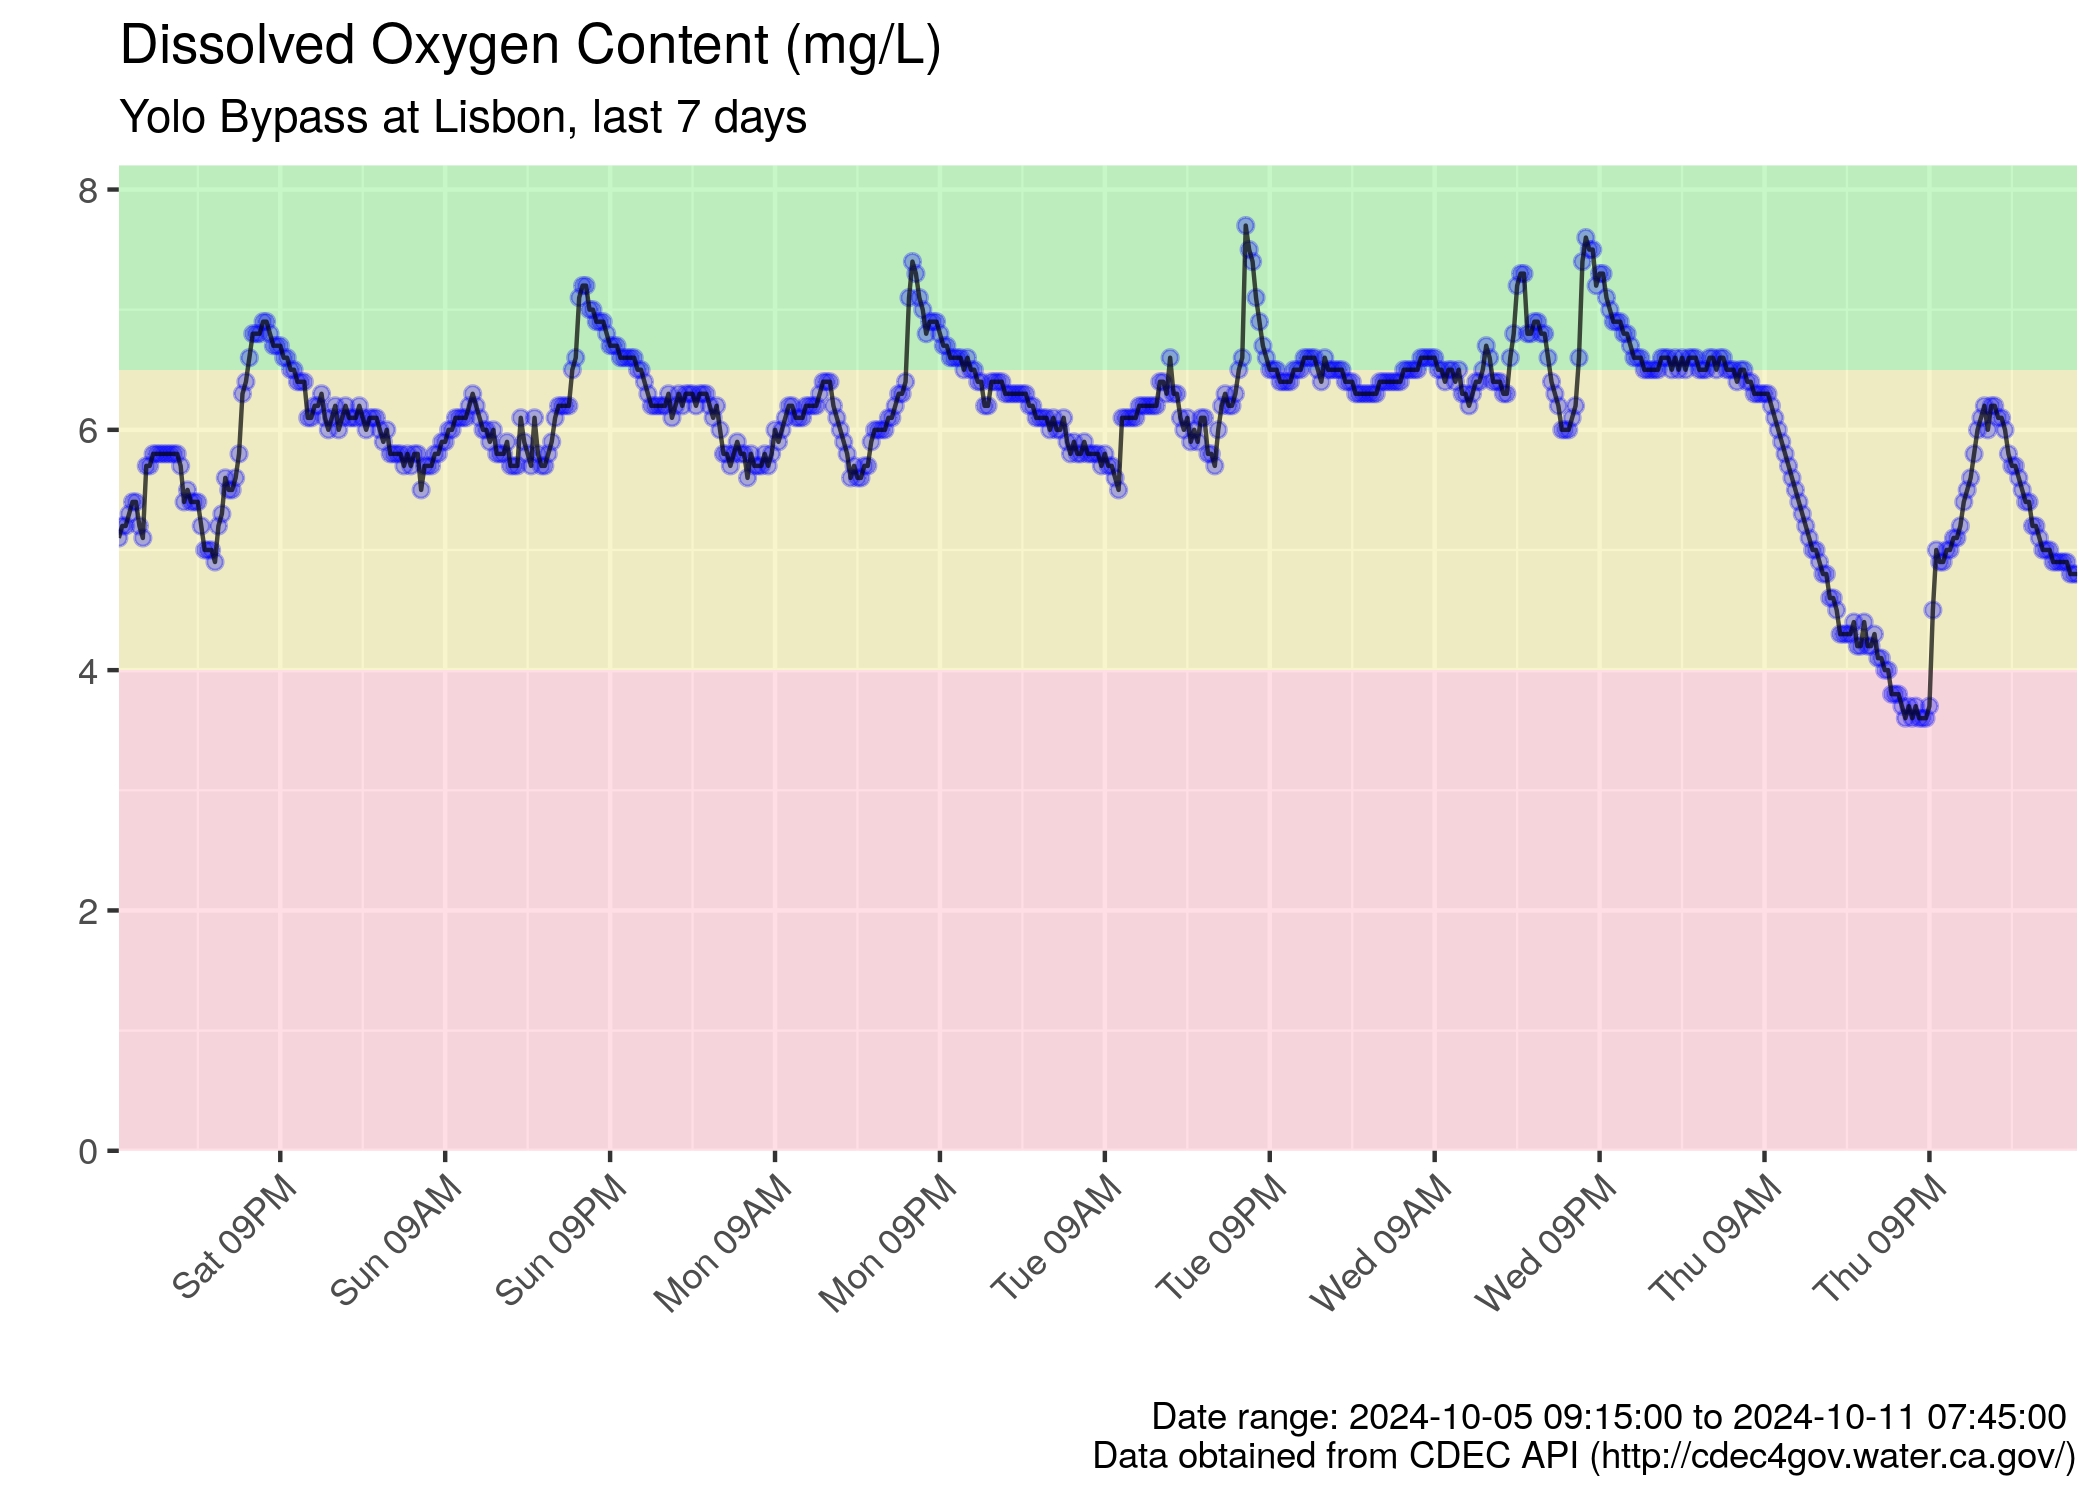 Dissolved Oxygen Content (mg/L)
Yolo Bypass at Lisbon, last 7 days
8
6
4
2
0
Sat 09PM
Sun 09AM
Sun 09PM
Mon 09AM
Mon 09PM
Tue 09AM
Tue 09PM
Wed 09AM
Wed 09PM
Thu 09AM
Thu 09PM
Date range: 2024-10-05 09:15:00 to 2024-10-11 07:45:00
Data obtained from CDEC API (http://cdec4gov.water.ca.gov/)